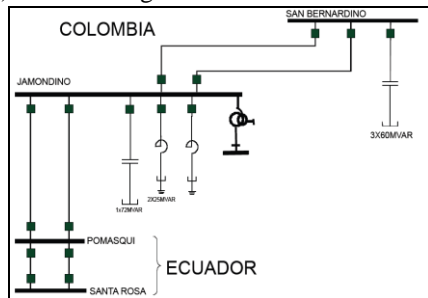 SAN BERNARDINO
COLOMBIA
JAMONDINO
3X60MVAR
2X25MVAR
1x72MVAR
POMASQUI
ECUADOR
SANTA ROSA